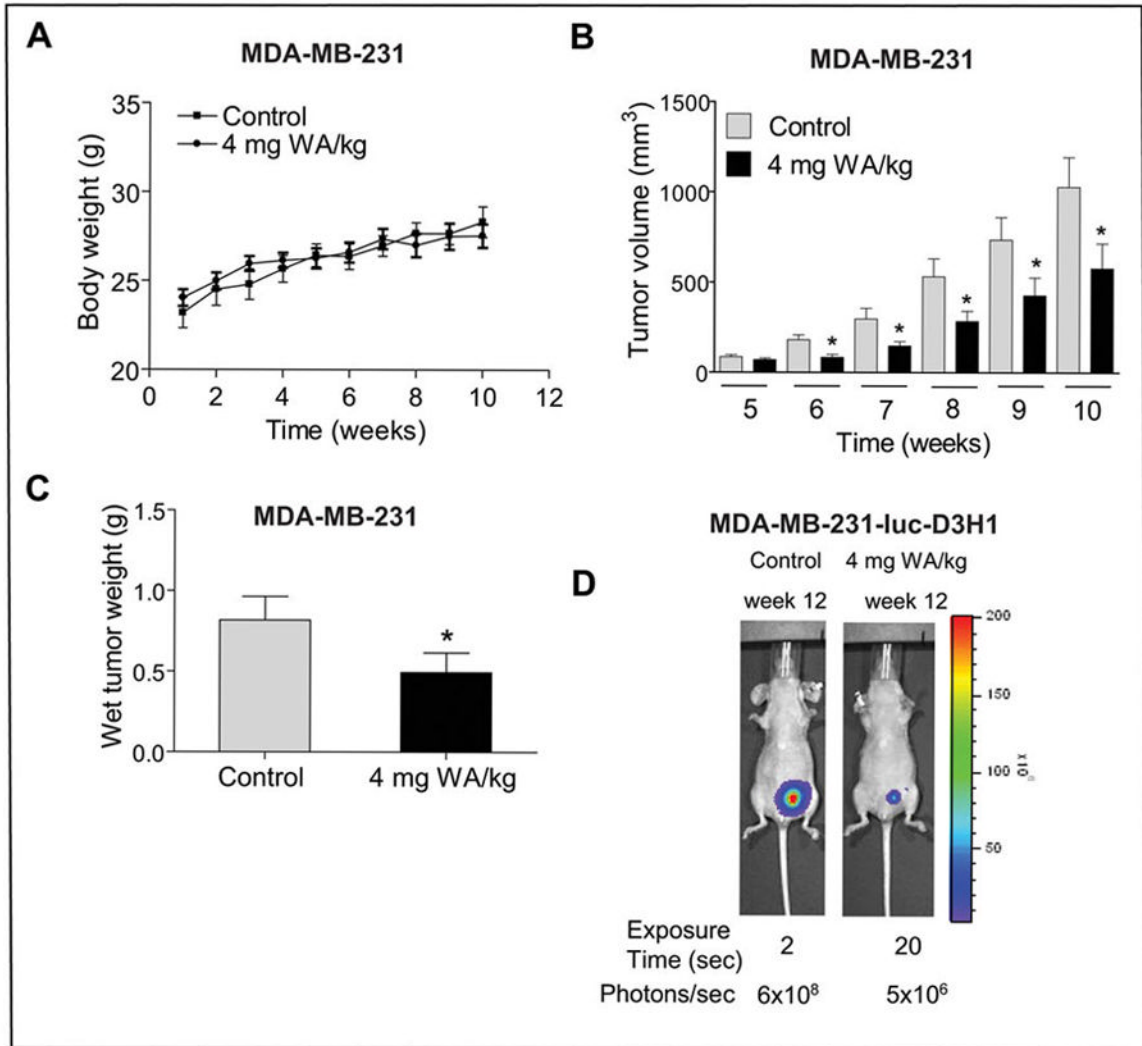 A
MDA-MB-231
Control
4 mg WA/kg
Body weight (g)
35
30
25
20
0 2 4 6 8 10 12
Time (weeks)
B
MDA-MB-231
Control
4 mg WA/kg
Tumor volume (mm³)
1500
1000
500
0
5 6 7 8 9 10
* * * * *
Time (weeks)
C
MDA-MB-231
Wet tumor weight (g)
1.5
1.0
0.5
0.0
*
Control 4 mg WA/kg
D
MDA-MB-231-luc-D3H1
Control 4 mg WA/kg
week 12 week 12
200
150
100
50
Exposure
Time (sec) 2 20
Photons/sec 6x10⁸ 5x10⁶